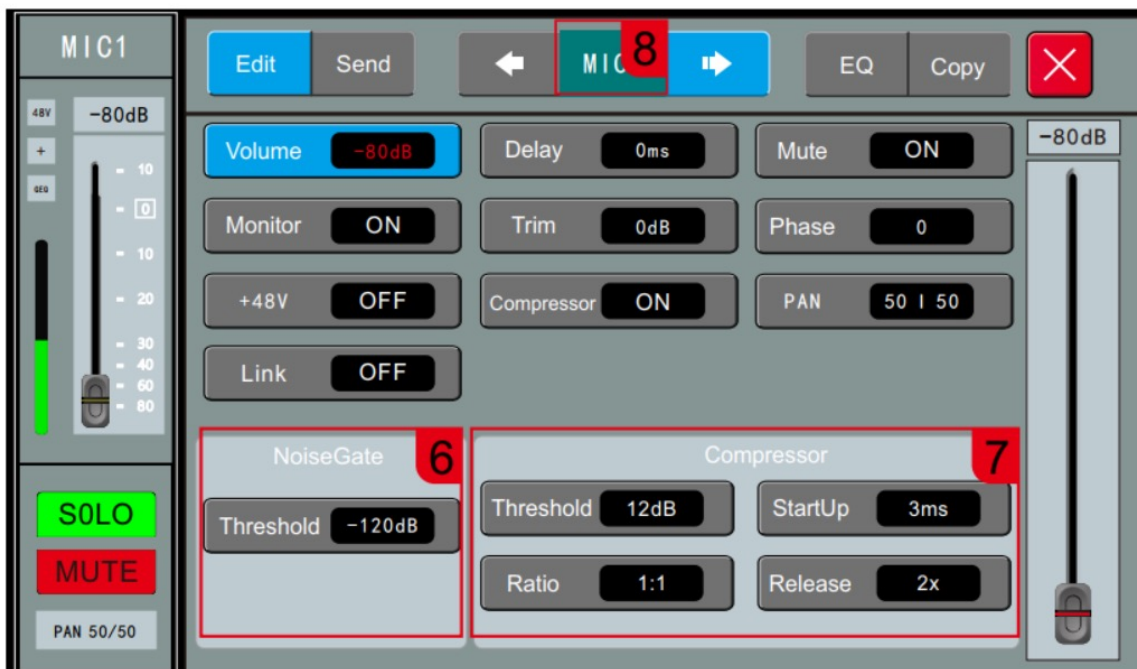 MIC1
48V
-80dB
+
GEQ
10
0
10
20
30
40
60
80
S0LO
MUTE
PAN 50/50
Edit Send MIC 8 EQ Copy
Volume -80dB Delay 0ms Mute ON
-80dB
Monitor ON Trim 0dB Phase 0
+48V OFF Compressor ON PAN 50 | 50
Link OFF
NoiseGate 6
Threshold -120dB
Compressor 7
Threshold 12dB StartUp 3ms
Ratio 1:1 Release 2x